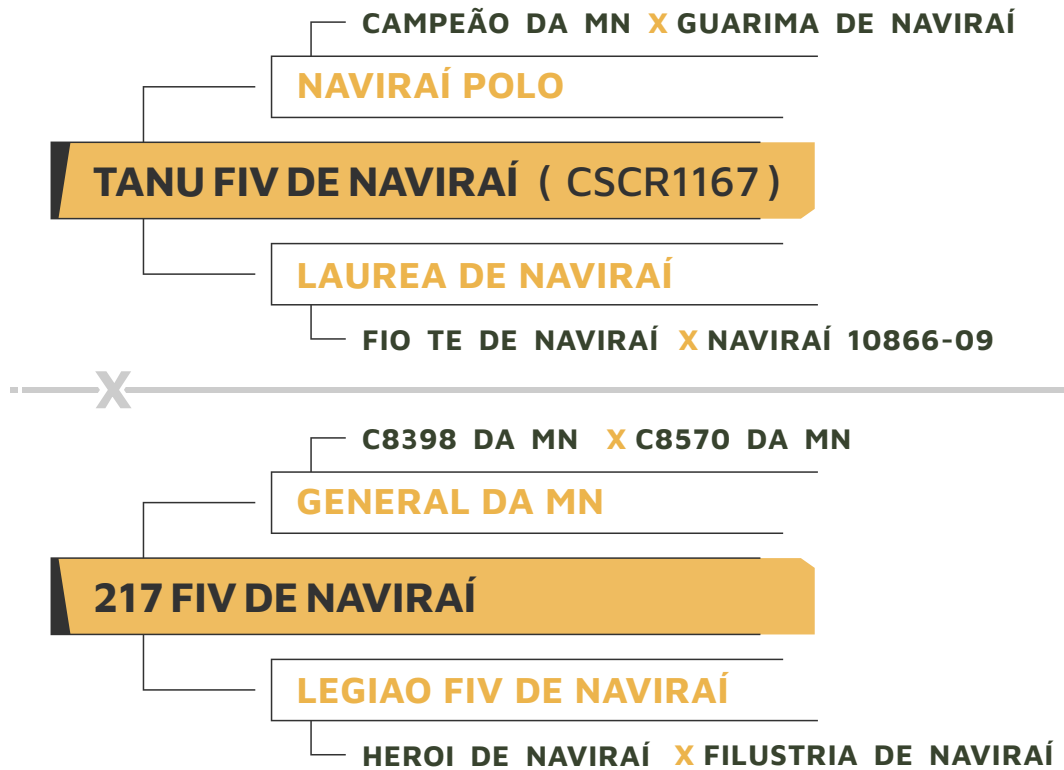 CAMPEÃO DA MN X GUARIMA DE NAVIRAÍ
NAVIRAÍ POLO
TANU FIV DE NAVIRAÍ ( CSCR1167 )
LAUREA DE NAVIRAÍ
FIO TE DE NAVIRAÍ X NAVIRAÍ 10866-09
X
C8398 DA MN X C8570 DA MN
GENERAL DA MN
217 FIV DE NAVIRAÍ
LEGIAO FIV DE NAVIRAÍ
HEROI DE NAVIRAÍ X FILUSTRIA DE NAVIRAÍ